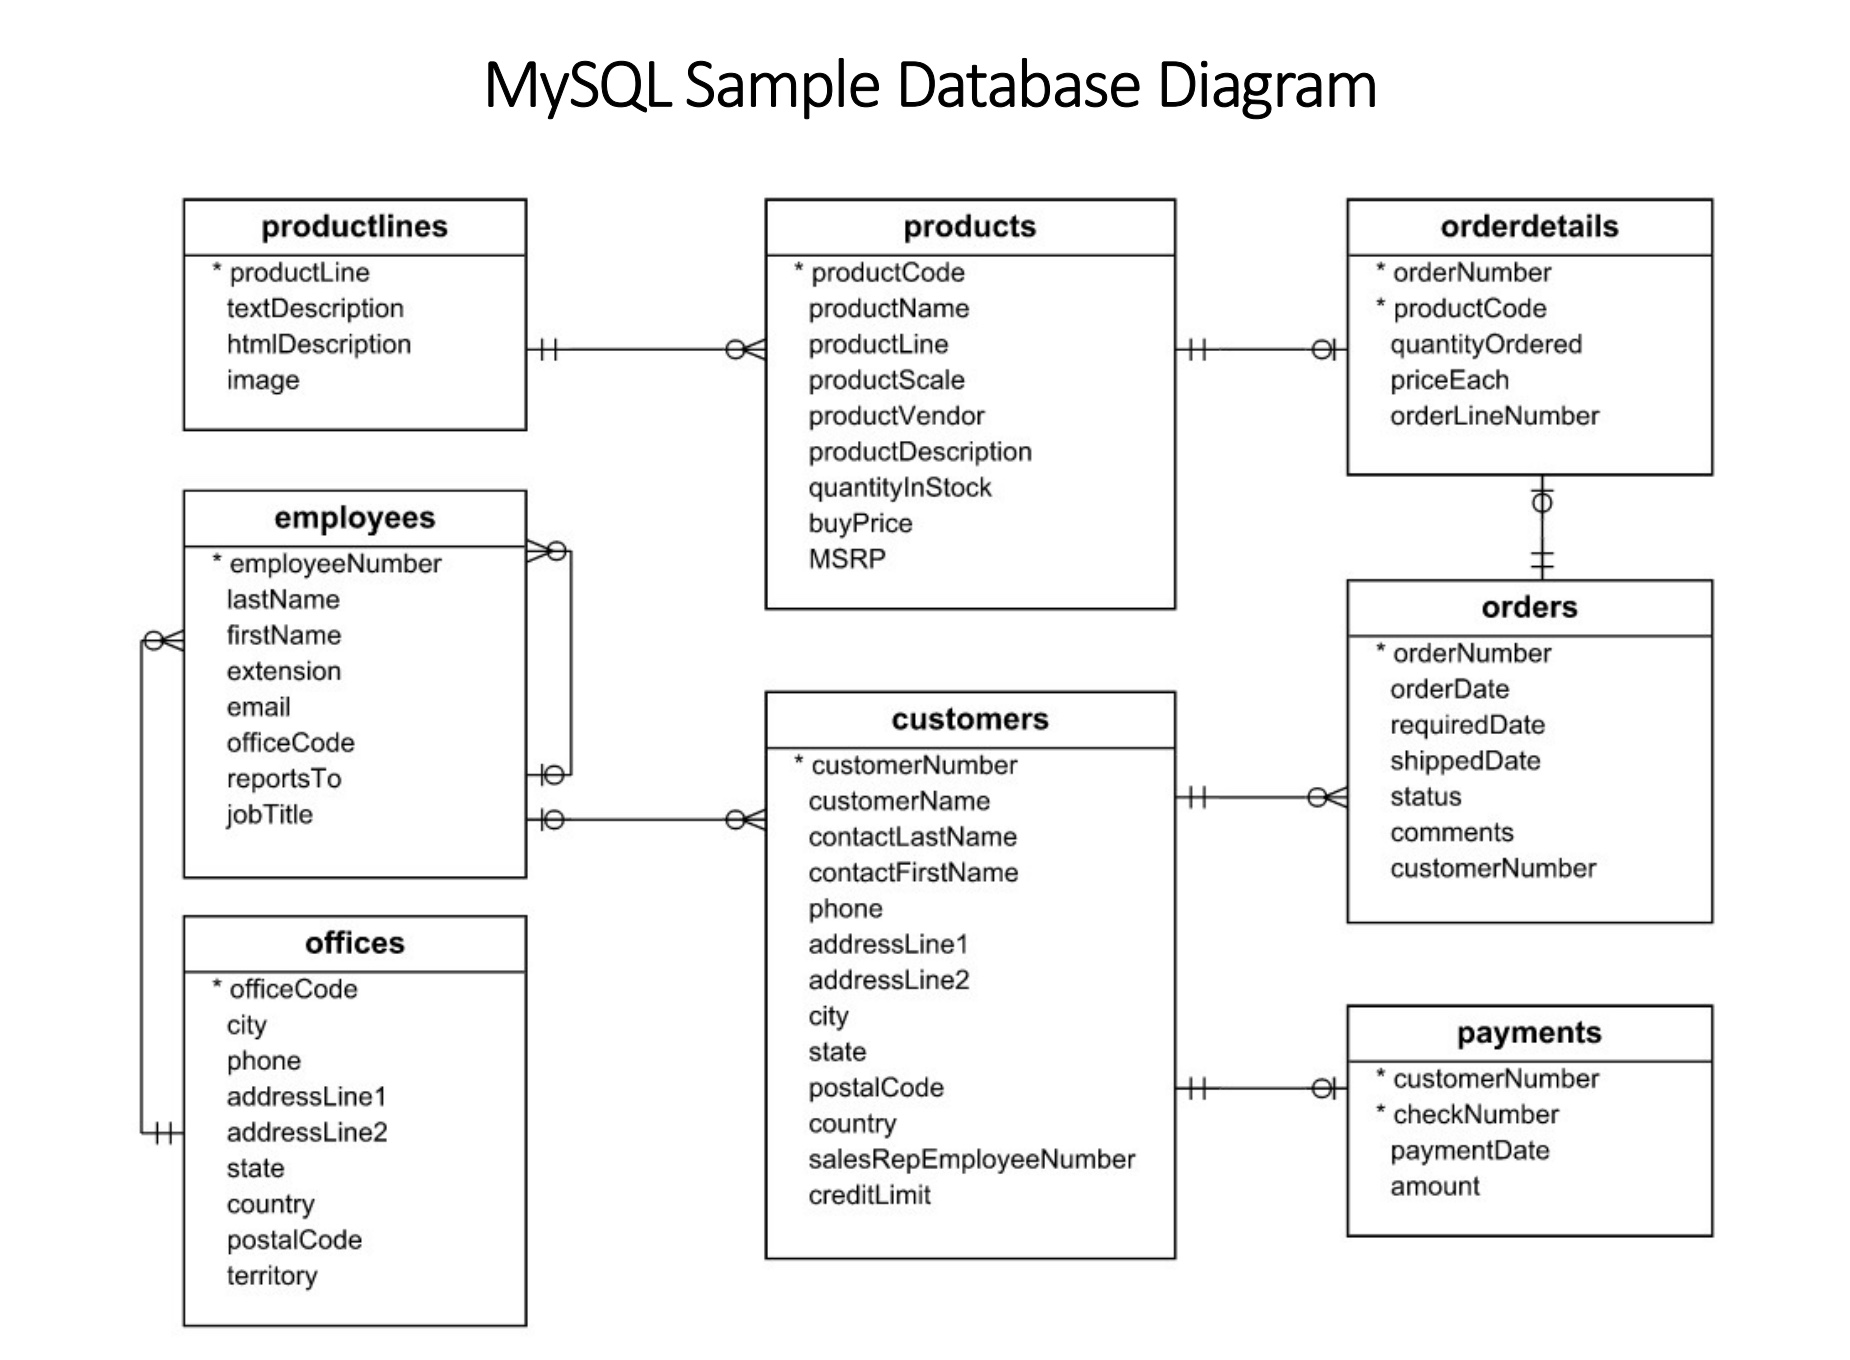 MySQL Sample Database Diagram
productlines
* productLine
textDescription
htmlDescription
image
products
* productCode
productName
productLine
productScale
productVendor
productDescription
quantityInStock
buyPrice
MSRP
orderdetails
* orderNumber
* productCode
quantityOrdered
priceEach
orderLineNumber
employees
* employeeNumber
lastName
firstName
extension
email
officeCode
reportsTo
jobTitle
customers
* customerNumber
customerName
contactLastName
contactFirstName
phone
addressLine1
addressLine2
city
state
postalCode
country
salesRepEmployeeNumber
creditLimit
orders
* orderNumber
orderDate
requiredDate
shippedDate
status
comments
customerNumber
offices
* officeCode
city
phone
addressLine1
addressLine2
state
country
postalCode
territory
payments
* customerNumber
* checkNumber
paymentDate
amount